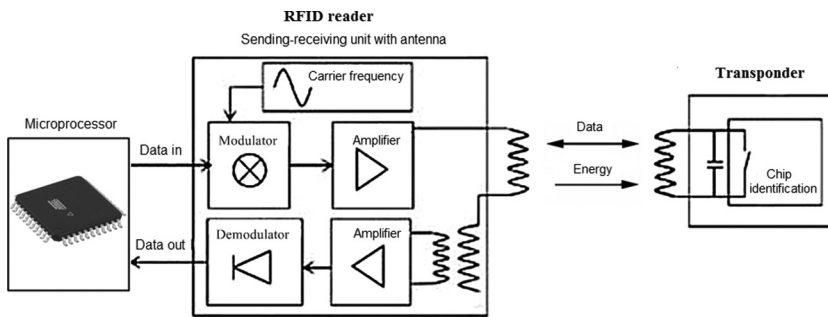 RFID reader
Sending-receiving unit with antenna
Carrier frequency
Transponder
Microprocessor
Data in
Modulator
Amplifier
Data
Energy
Chip
identification
Data out
Demodulator
Amplifier